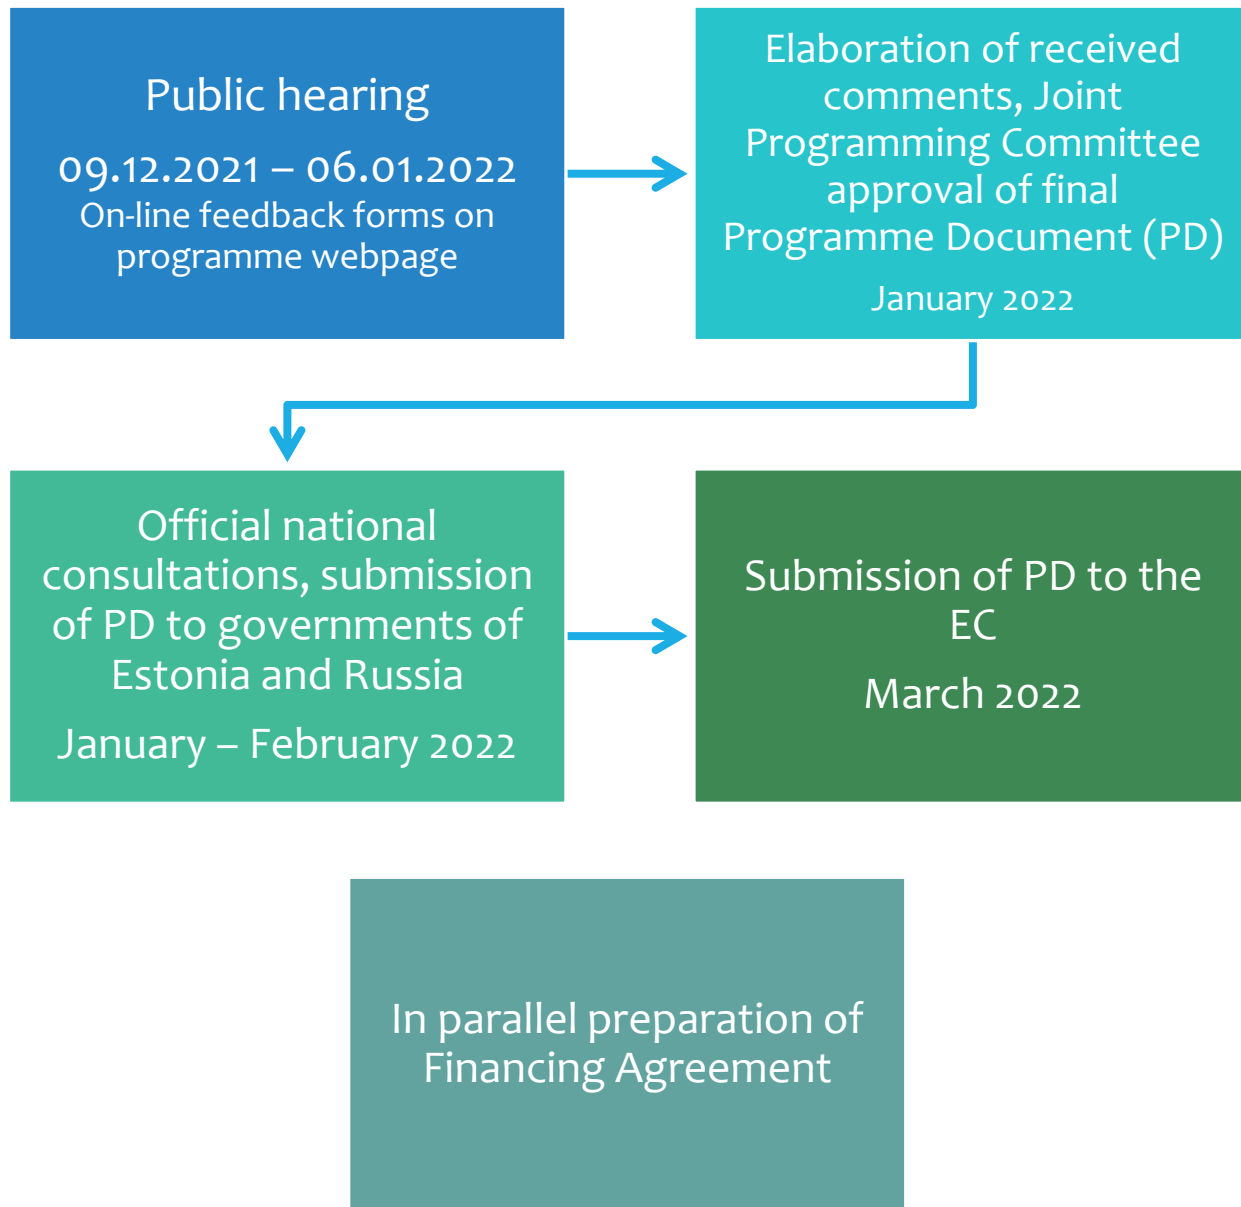 Public hearing
09.12.2021 – 06.01.2022
On-line feedback forms on
programme webpage
Elaboration of received
comments, Joint
Programming Committee
approval of final
Programme Document (PD)
January 2022
Official national
consultations, submission
of PD to governments of
Estonia and Russia
January – February 2022
Submission of PD to the
EC
March 2022
In parallel preparation of
Financing Agreement